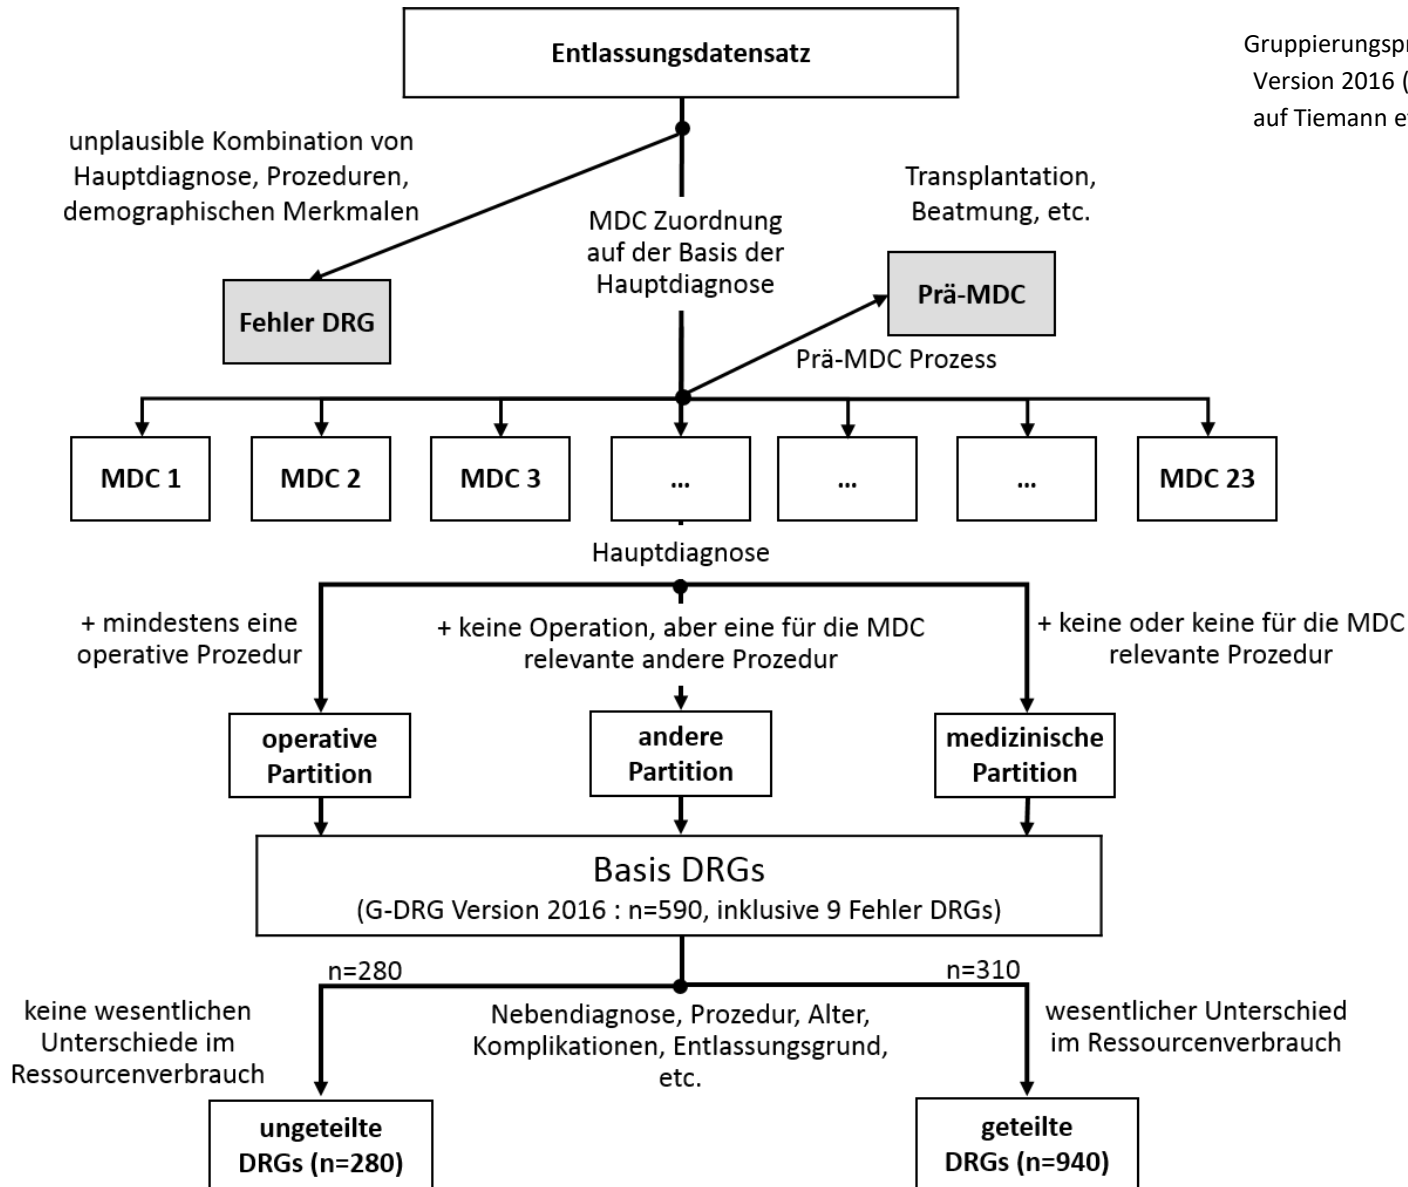 Entlassungsdatensatz
Gruppierungspr
Version 2016 (
auf Tiemann e
unplausible Kombination von
Hauptdiagnose, Prozeduren,
demographischen Merkmalen
MDC Zuordnung
auf der Basis der
Hauptdiagnose
Transplantation,
Beatmung, etc.
Fehler DRG
Prä-MDC
Prä-MDC Prozess
MDC 1
MDC 2
MDC 3
...
...
...
MDC 23
Hauptdiagnose
+ mindestens eine
operative Prozedur
+ keine Operation, aber eine für die MDC
relevante andere Prozedur
+ keine oder keine für die MDC
relevante Prozedur
operative
Partition
andere
Partition
medizinische
Partition
Basis DRGs
(G-DRG Version 2016 : n=590, inklusive 9 Fehler DRGs)
n=280
n=310
keine wesentlichen
Unterschiede im
Ressourcenverbrauch
Nebendiagnose, Prozedur, Alter,
Komplikationen, Entlassungsgrund,
etc.
wesentlicher Unterschied
im Ressourcenverbrauch
ungeteilte
DRGs (n=280)
geteilte
DRGs (n=940)